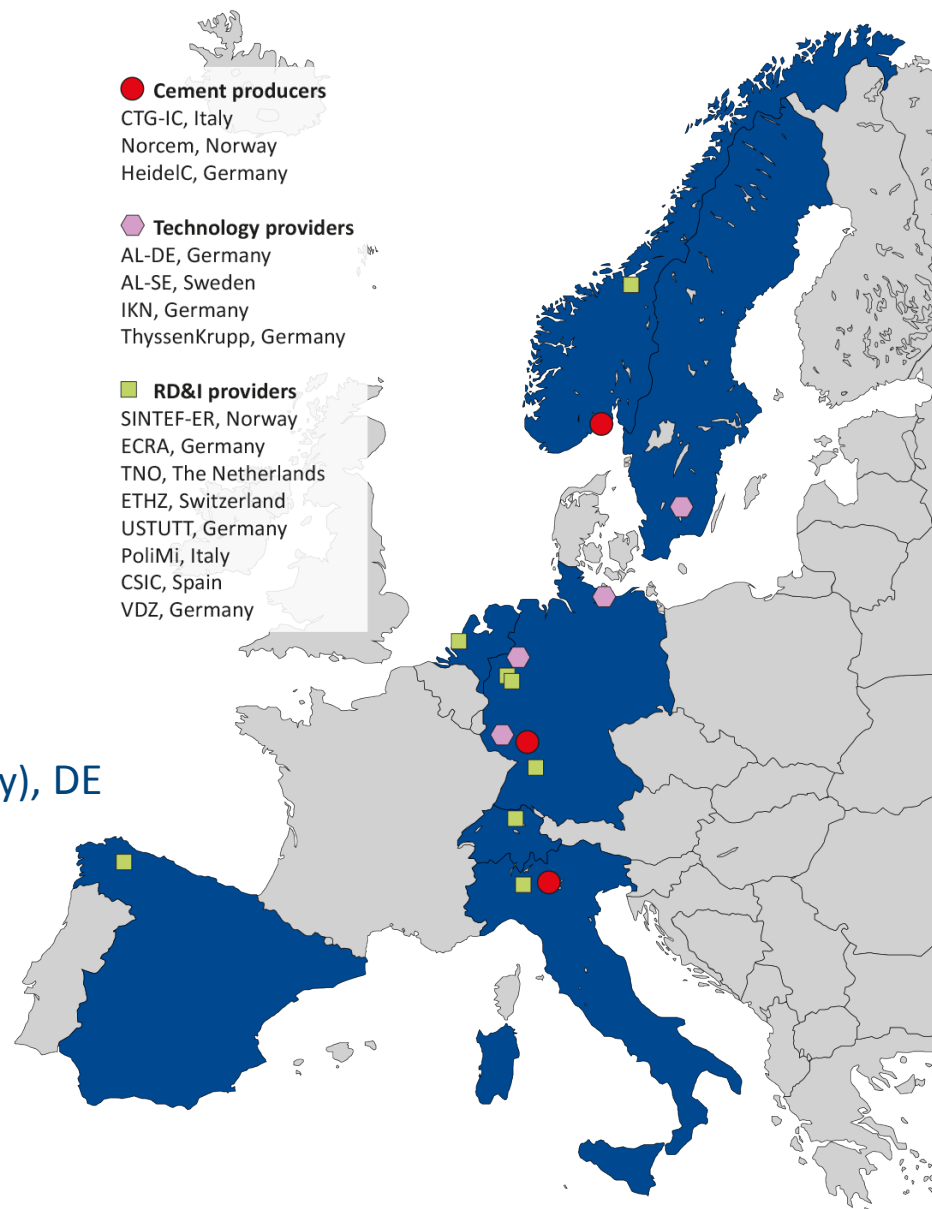 Cement producers
CTG-IC, Italy
Norcem, Norway
HeidelC, Germany
Technology providers
AL-DE, Germany
AL-SE, Sweden
IKN, Germany
ThyssenKrupp, Germany
RD&I providers
SINTEF-ER, Norway
ECRA, Germany
TNO, The Netherlands
ETHZ, Switzerland
USTUTT, Germany
PoliMi, Italy
CSIC, Spain
VDZ, Germany
y), DE